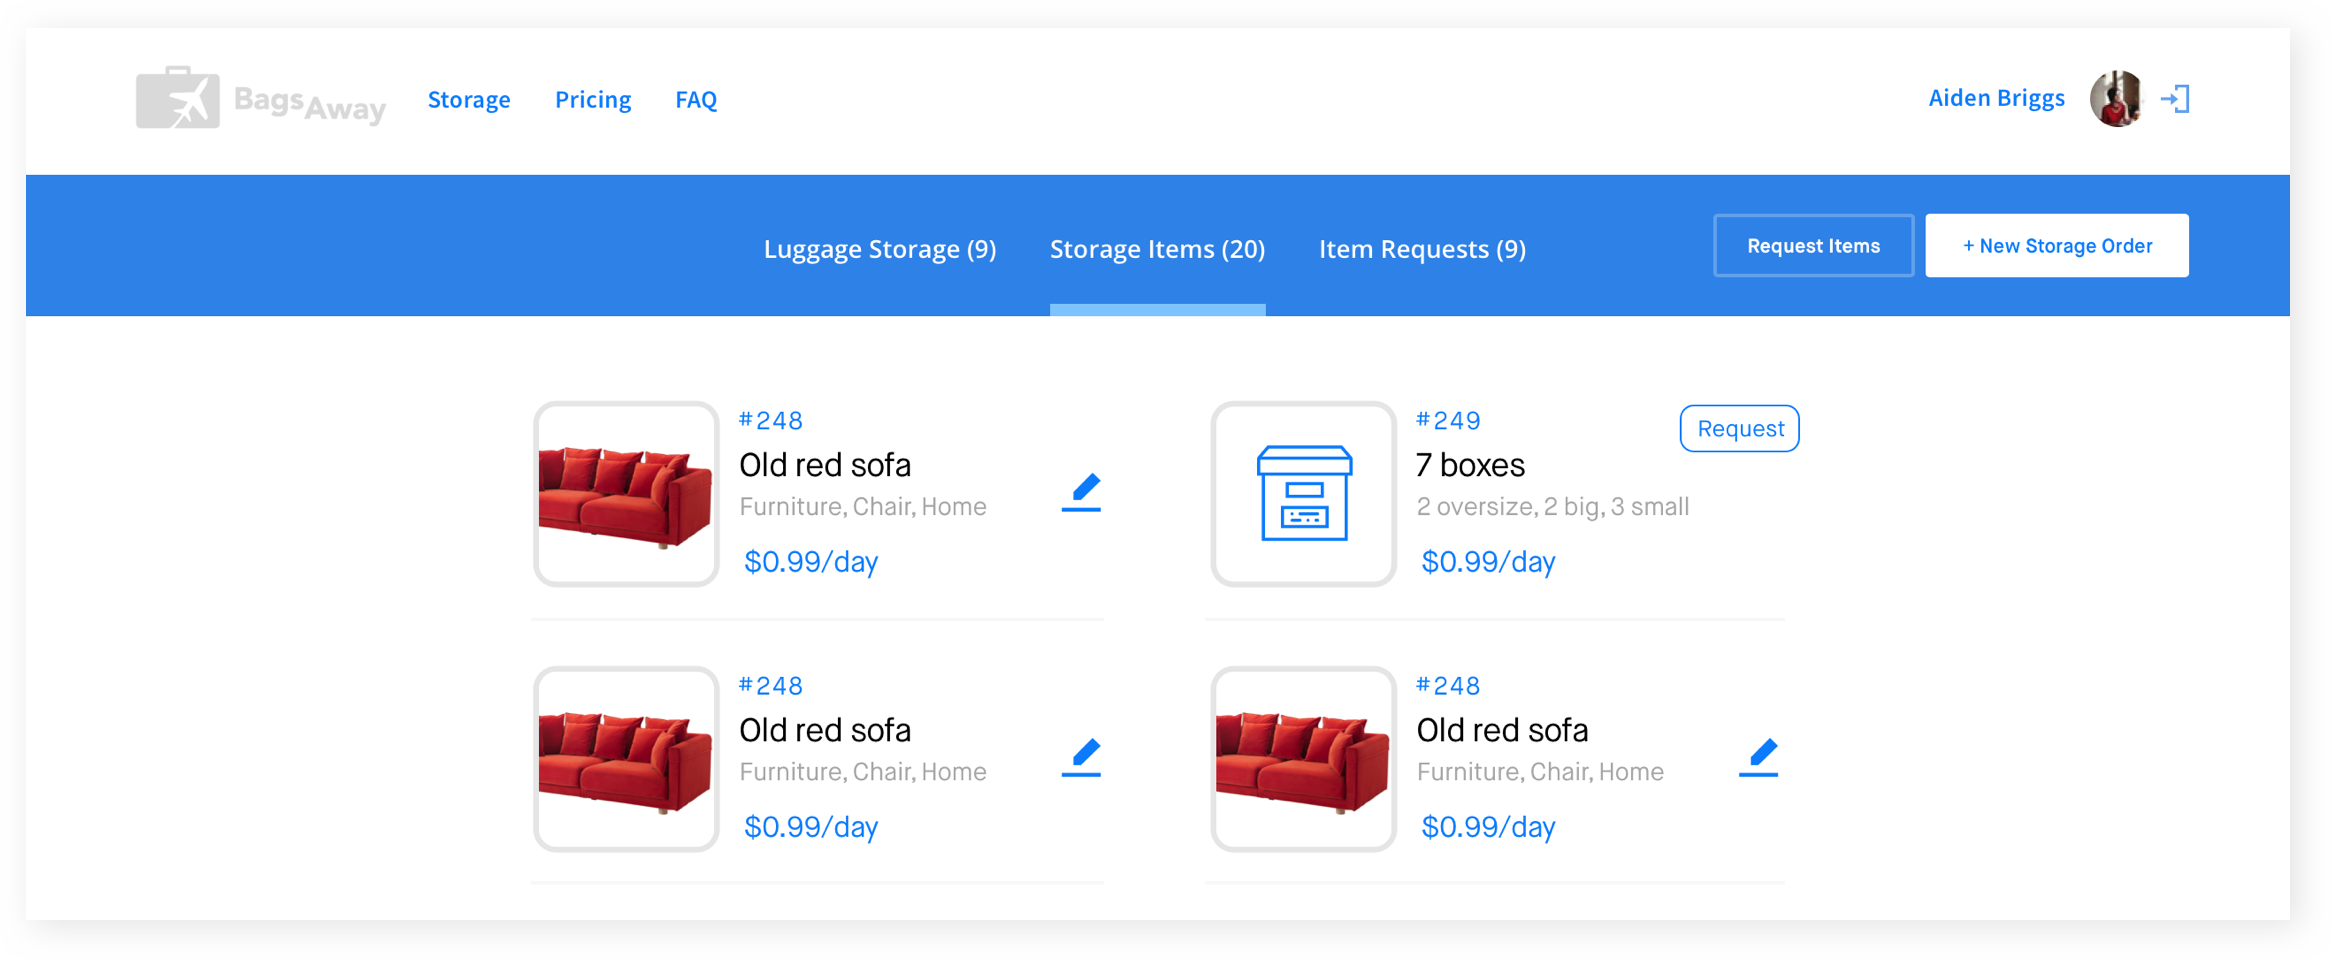 BagsAway
Storage
Pricing
FAQ
Aiden Briggs
Luggage Storage (9)
Storage Items (20)
Item Requests (9)
Request Items
+ New Storage Order
#248
Old red sofa
Furniture, Chair, Home
$0.99/day
#249
Request
7 boxes
2 oversize, 2 big, 3 small
$0.99/day
#248
Old red sofa
Furniture, Chair, Home
$0.99/day
#248
Old red sofa
Furniture, Chair, Home
$0.99/day